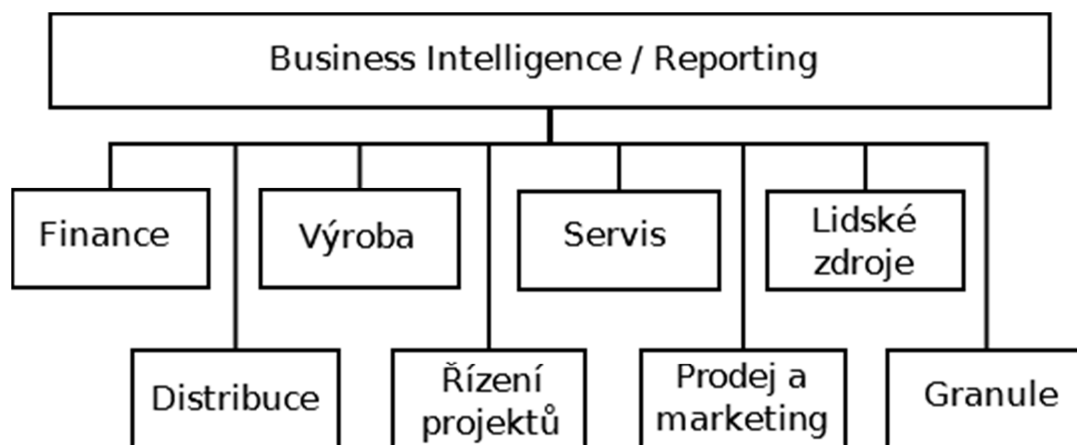 Business Intelligence / Reporting
Finance
Výroba
Servis
Lidské
zdroje
Distribuce
Řízení
projektů
Prodej a
marketing
Granule